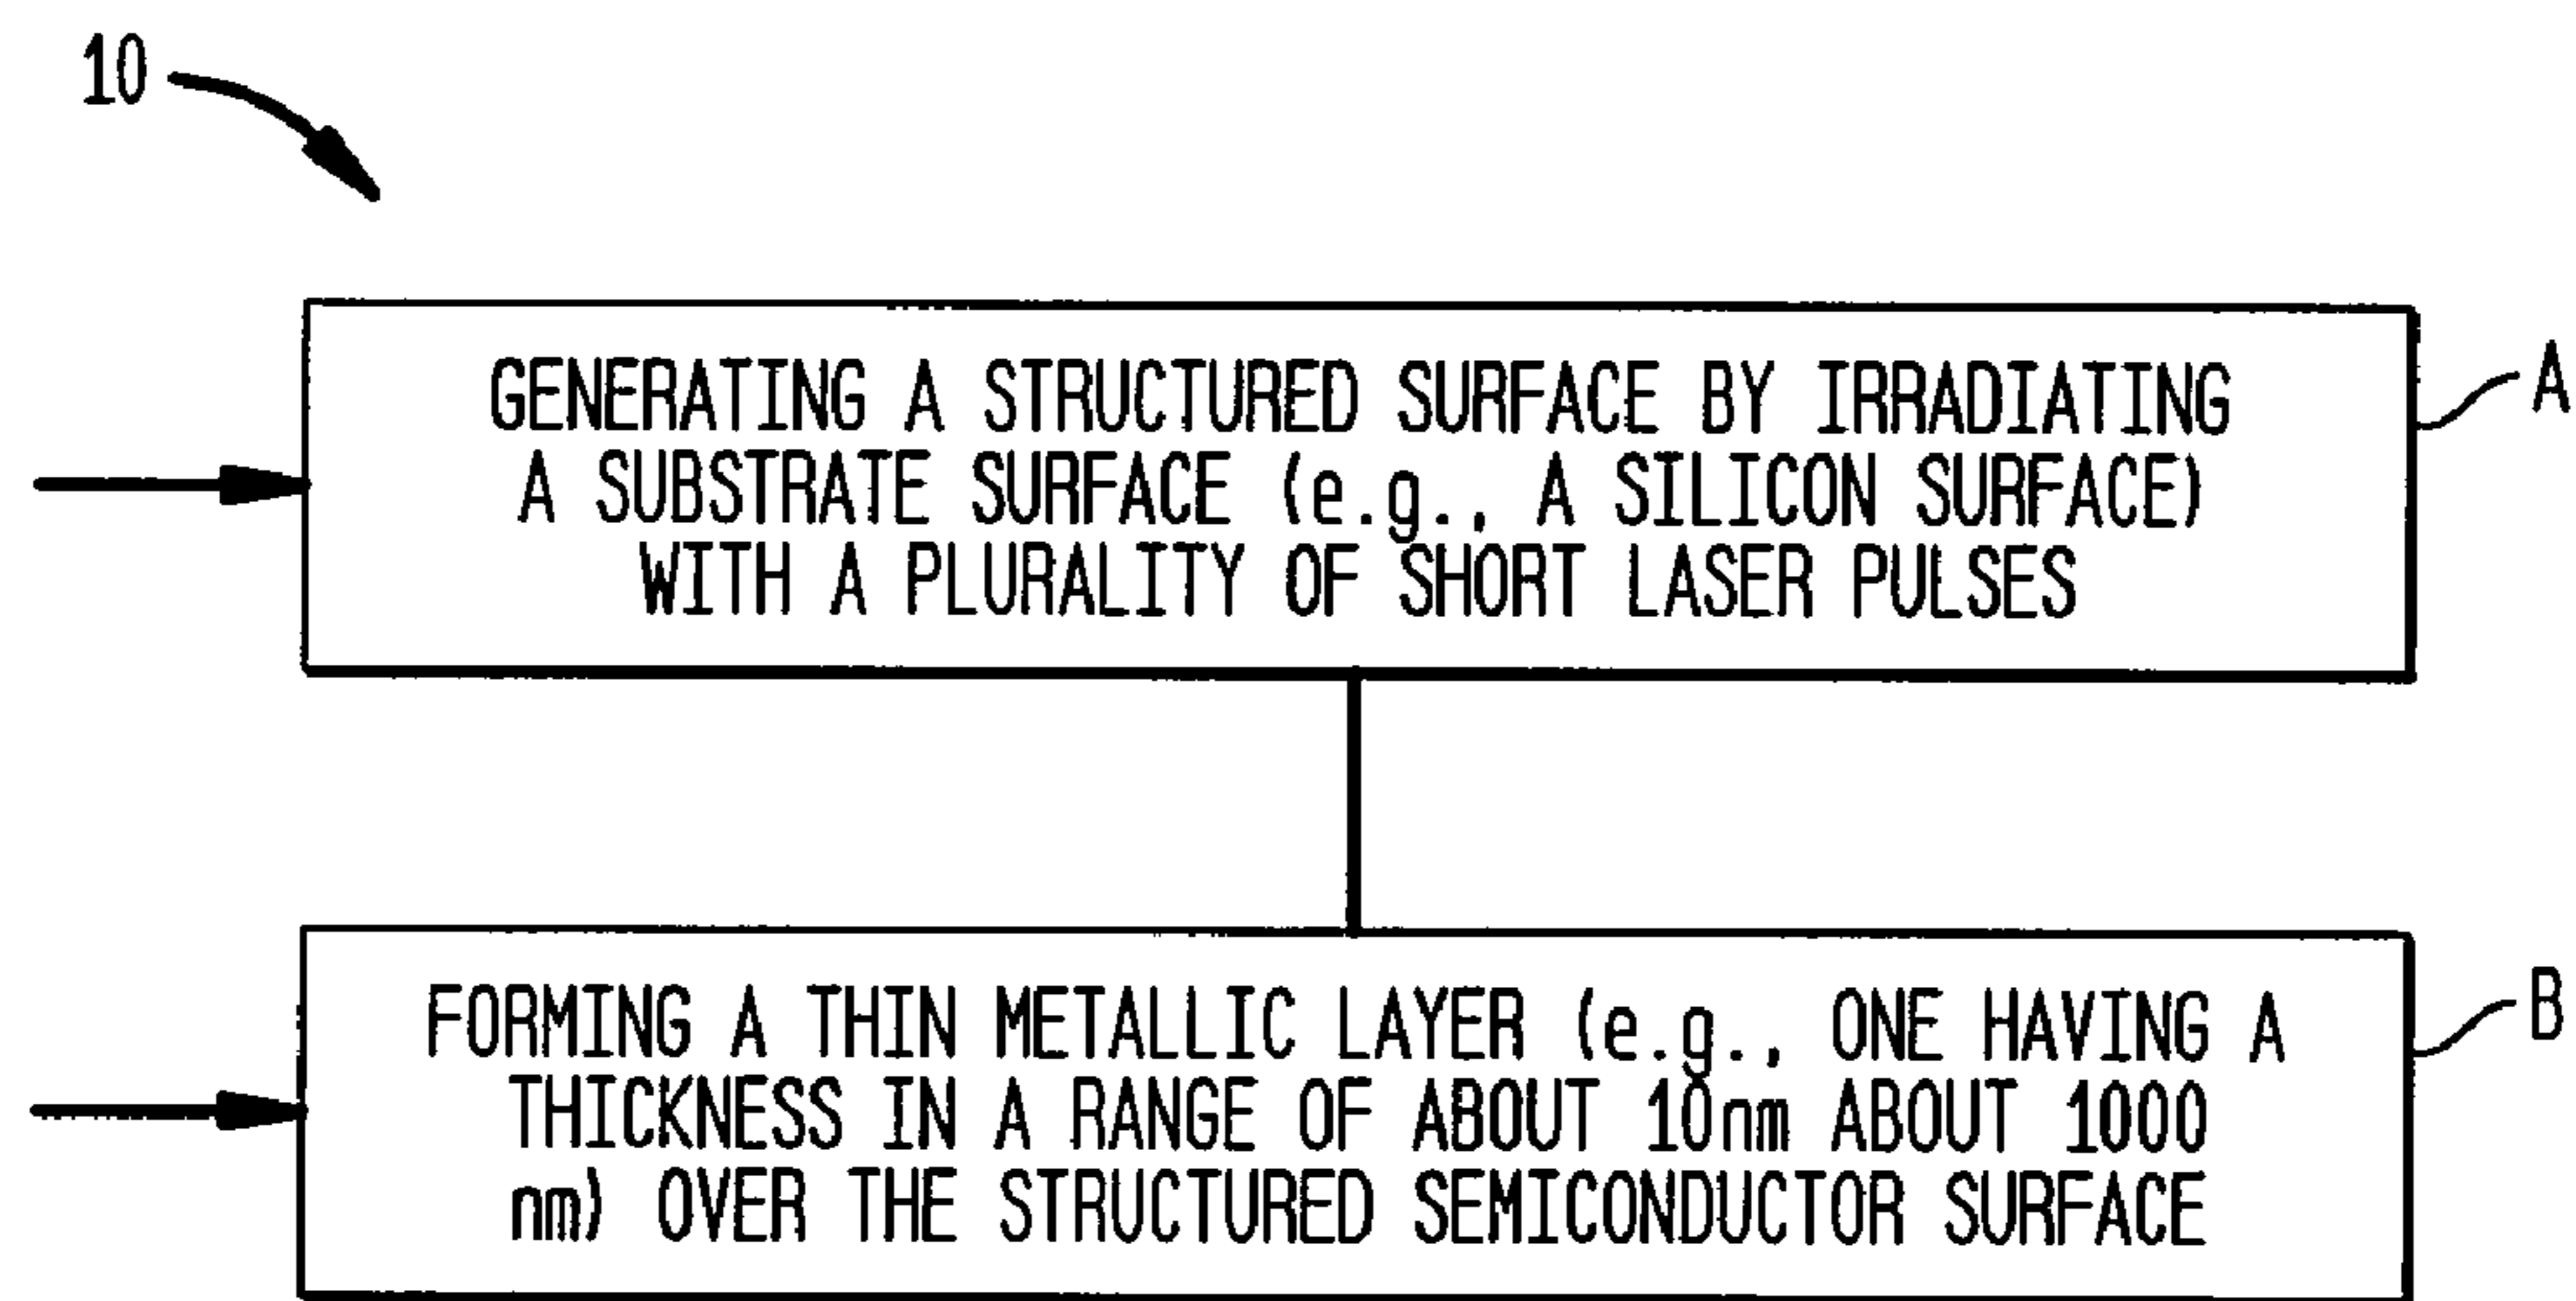 10
GENERATING A STRUCTURED SURFACE BY IRRADIATING
A SUBSTRATE SURFACE (e.g., A SILICON SURFACE)
WITH A PLURALITY OF SHORT LASER PULSES
A
FORMING A THIN METALLIC LAYER (e.g., ONE HAVING A
THICKNESS IN A RANGE OF ABOUT 10nm ABOUT 1000
nm) OVER THE STRUCTURED SEMICONDUCTOR SURFACE
B